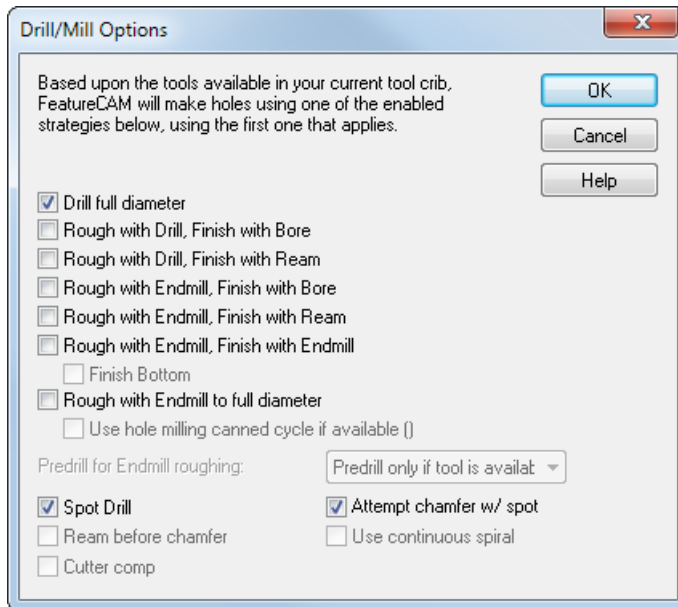 Drill/Mill Options
Based upon the tools available in your current tool crib,
FeatureCAM will make holes using one of the enabled
strategies below, using the first one that applies.
OK
Cancel
Help
Drill full diameter
Rough with Drill, Finish with Bore
Rough with Drill, Finish with Ream
Rough with Endmill, Finish with Bore
Rough with Endmill, Finish with Ream
Rough with Endmill, Finish with Endmill
Finish Bottom
Rough with Endmill to full diameter
Use hole milling canned cycle if available ()
Predrill for Endmill roughing: Predrill only if tool is availat
Spot Drill Attempt chamfer w/ spot
Ream before chamfer Use continuous spiral
Cutter comp